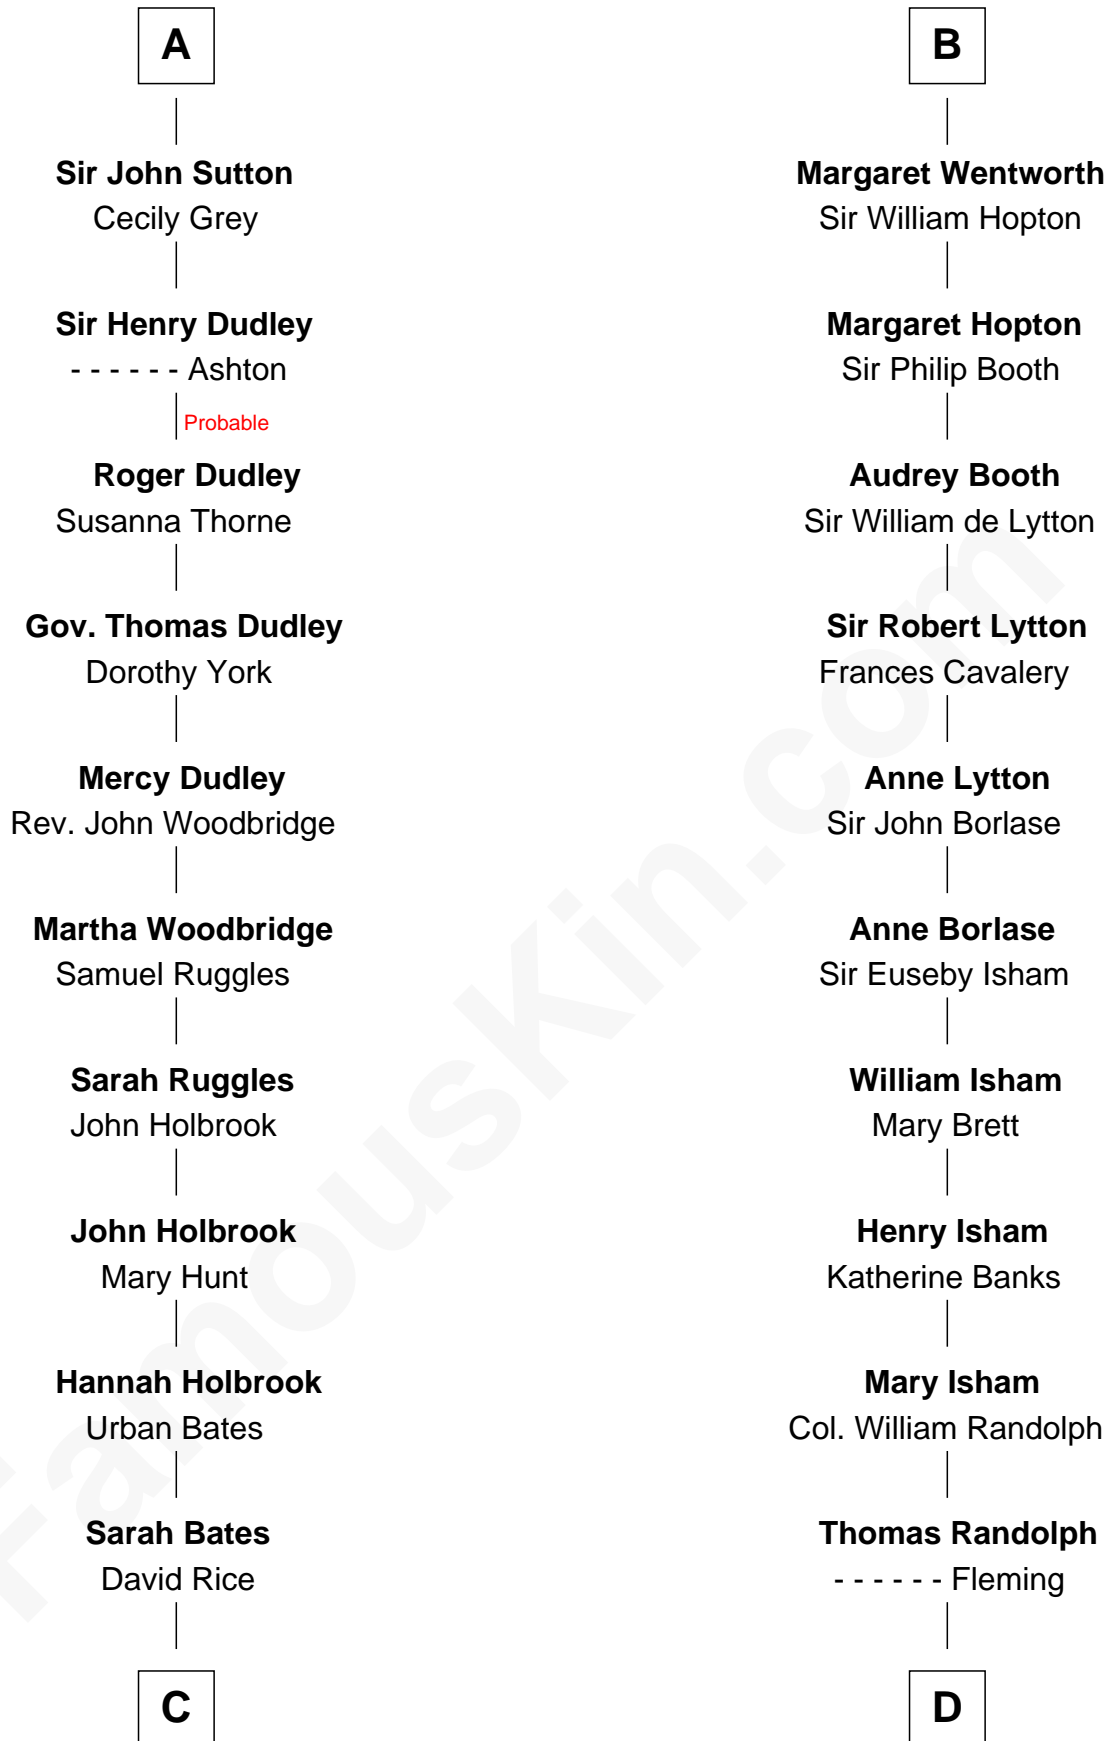 A
Sir John Sutton
Cecily Grey
Sir Henry Dudley
- - - - - - Ashton
Probable
Roger Dudley
Susanna Thorne
Gov. Thomas Dudley
Dorothy York
Mercy Dudley
Rev. John Woodbridge
Martha Woodbridge
Samuel Ruggles
Sarah Ruggles
John Holbrook
John Holbrook
Mary Hunt
Hannah Holbrook
Urban Bates
Sarah Bates
David Rice
C
B
Margaret Wentworth
Sir William Hopton
Margaret Hopton
Sir Philip Booth
Audrey Booth
Sir William de Lytton
Sir Robert Lytton
Frances Cavalery
Anne Lytton
Sir John Borlase
Anne Borlase
Sir Euseby Isham
William Isham
Mary Brett
Henry Isham
Katherine Banks
Mary Isham
Col. William Randolph
Thomas Randolph
- - - - - - Fleming
D
FamousKin.com